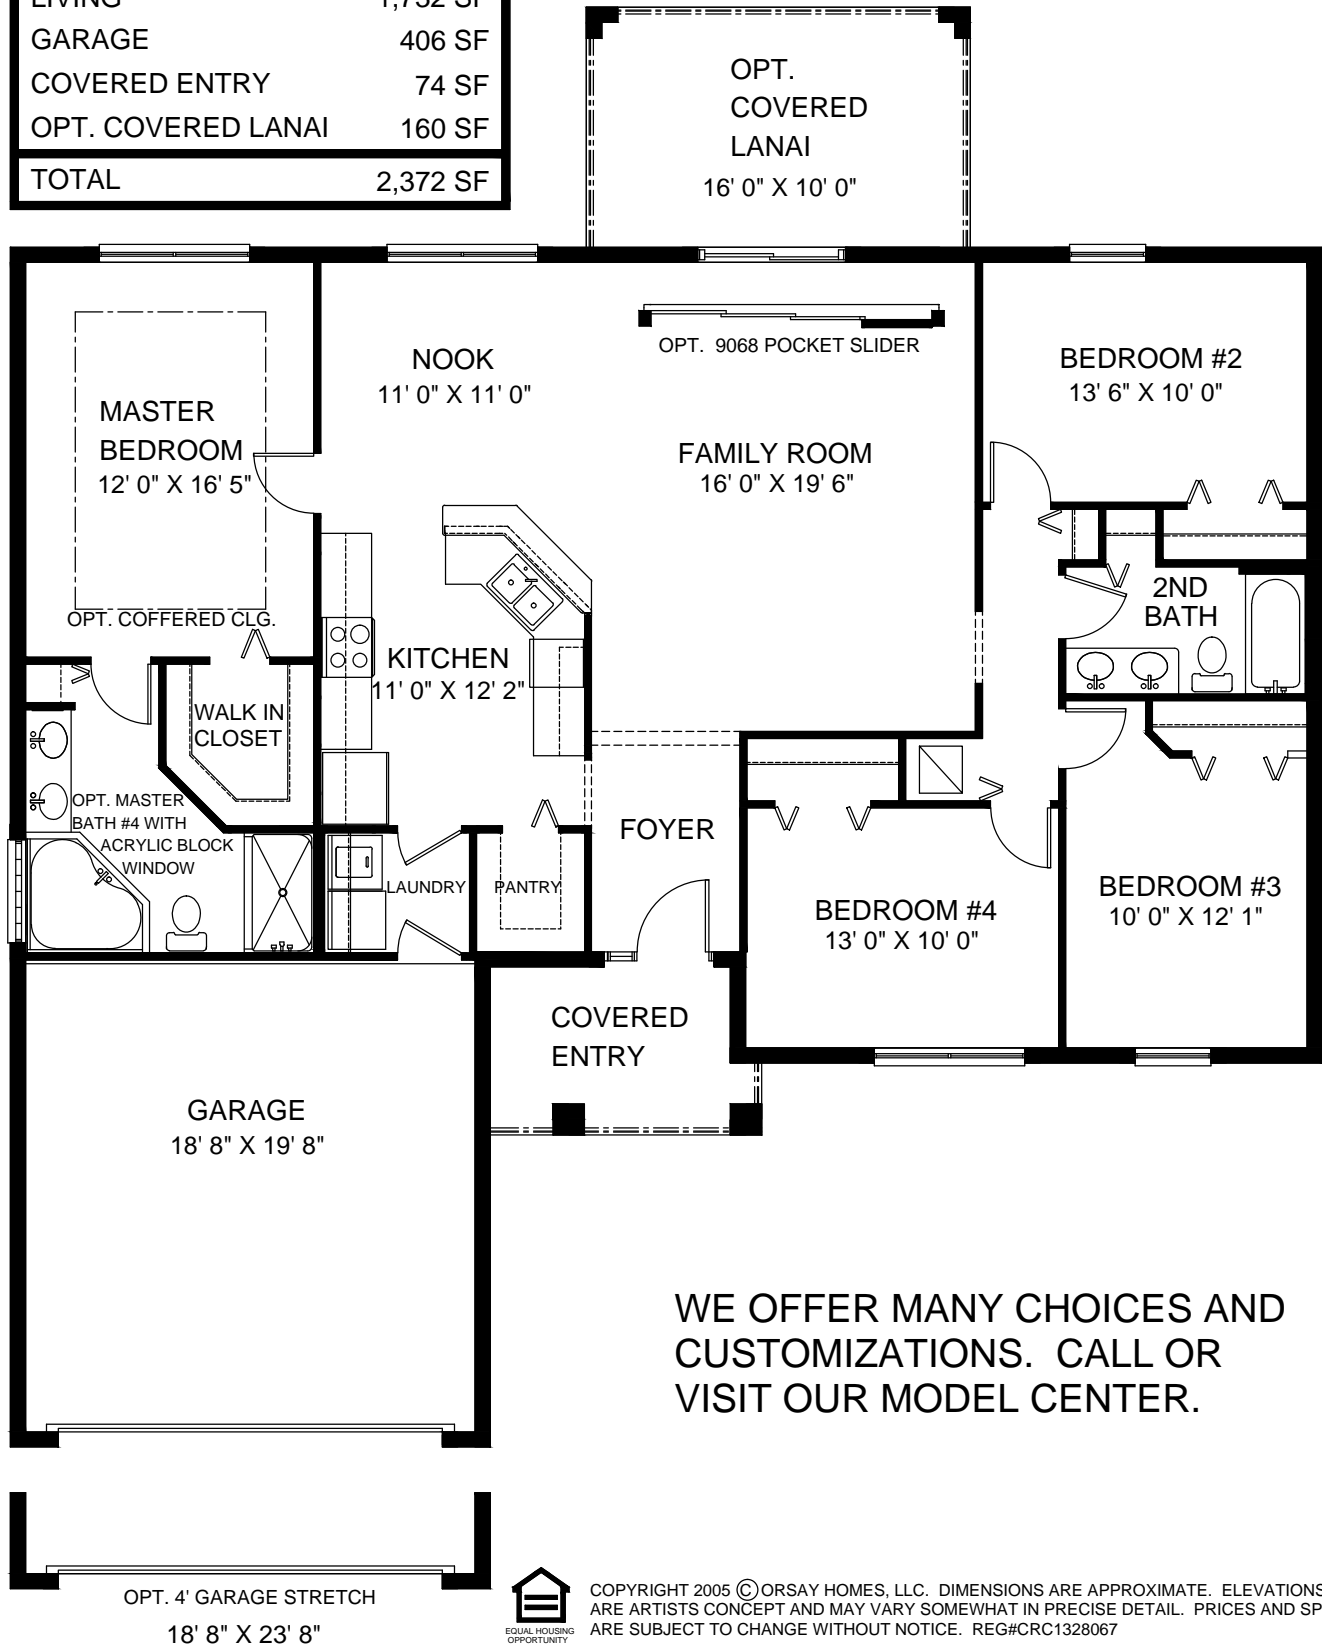 LIVING 1,732 SF
GARAGE 406 SF
COVERED ENTRY 74 SF
OPT. COVERED LANAI 160 SF
TOTAL 2,372 SF
OPT.
COVERED
LANAI
16' 0" X 10' 0"
OPT. 9068 POCKET SLIDER
NOOK
11' 0" X 11' 0"
BEDROOM #2
13' 6" X 10' 0"
MASTER
BEDROOM
12' 0" X 16' 5"
FAMILY ROOM
16' 0" X 19' 6"
OPT. COFFERED CLG.
2ND
BATH
KITCHEN
11' 0" X 12' 2"
WALK IN
CLOSET
OPT. MASTER
BATH #4 WITH
ACRYLIC BLOCK
WINDOW
FOYER
LAUNDRY
PANTRY
BEDROOM #4
13' 0" X 10' 0"
BEDROOM #3
10' 0" X 12' 1"
COVERED
ENTRY
GARAGE
18' 8" X 19' 8"
WE OFFER MANY CHOICES AND
CUSTOMIZATIONS. CALL OR
VISIT OUR MODEL CENTER.
OPT. 4' GARAGE STRETCH
18' 8" X 23' 8"
EQUAL HOUSING
OPPORTUNITY
COPYRIGHT 2005 © ORSAY HOMES, LLC. DIMENSIONS ARE APPROXIMATE. ELEVATIONS
ARE ARTISTS CONCEPT AND MAY VARY SOMEWHAT IN PRECISE DETAIL. PRICES AND SP
ARE SUBJECT TO CHANGE WITHOUT NOTICE. REG#CRC1328067